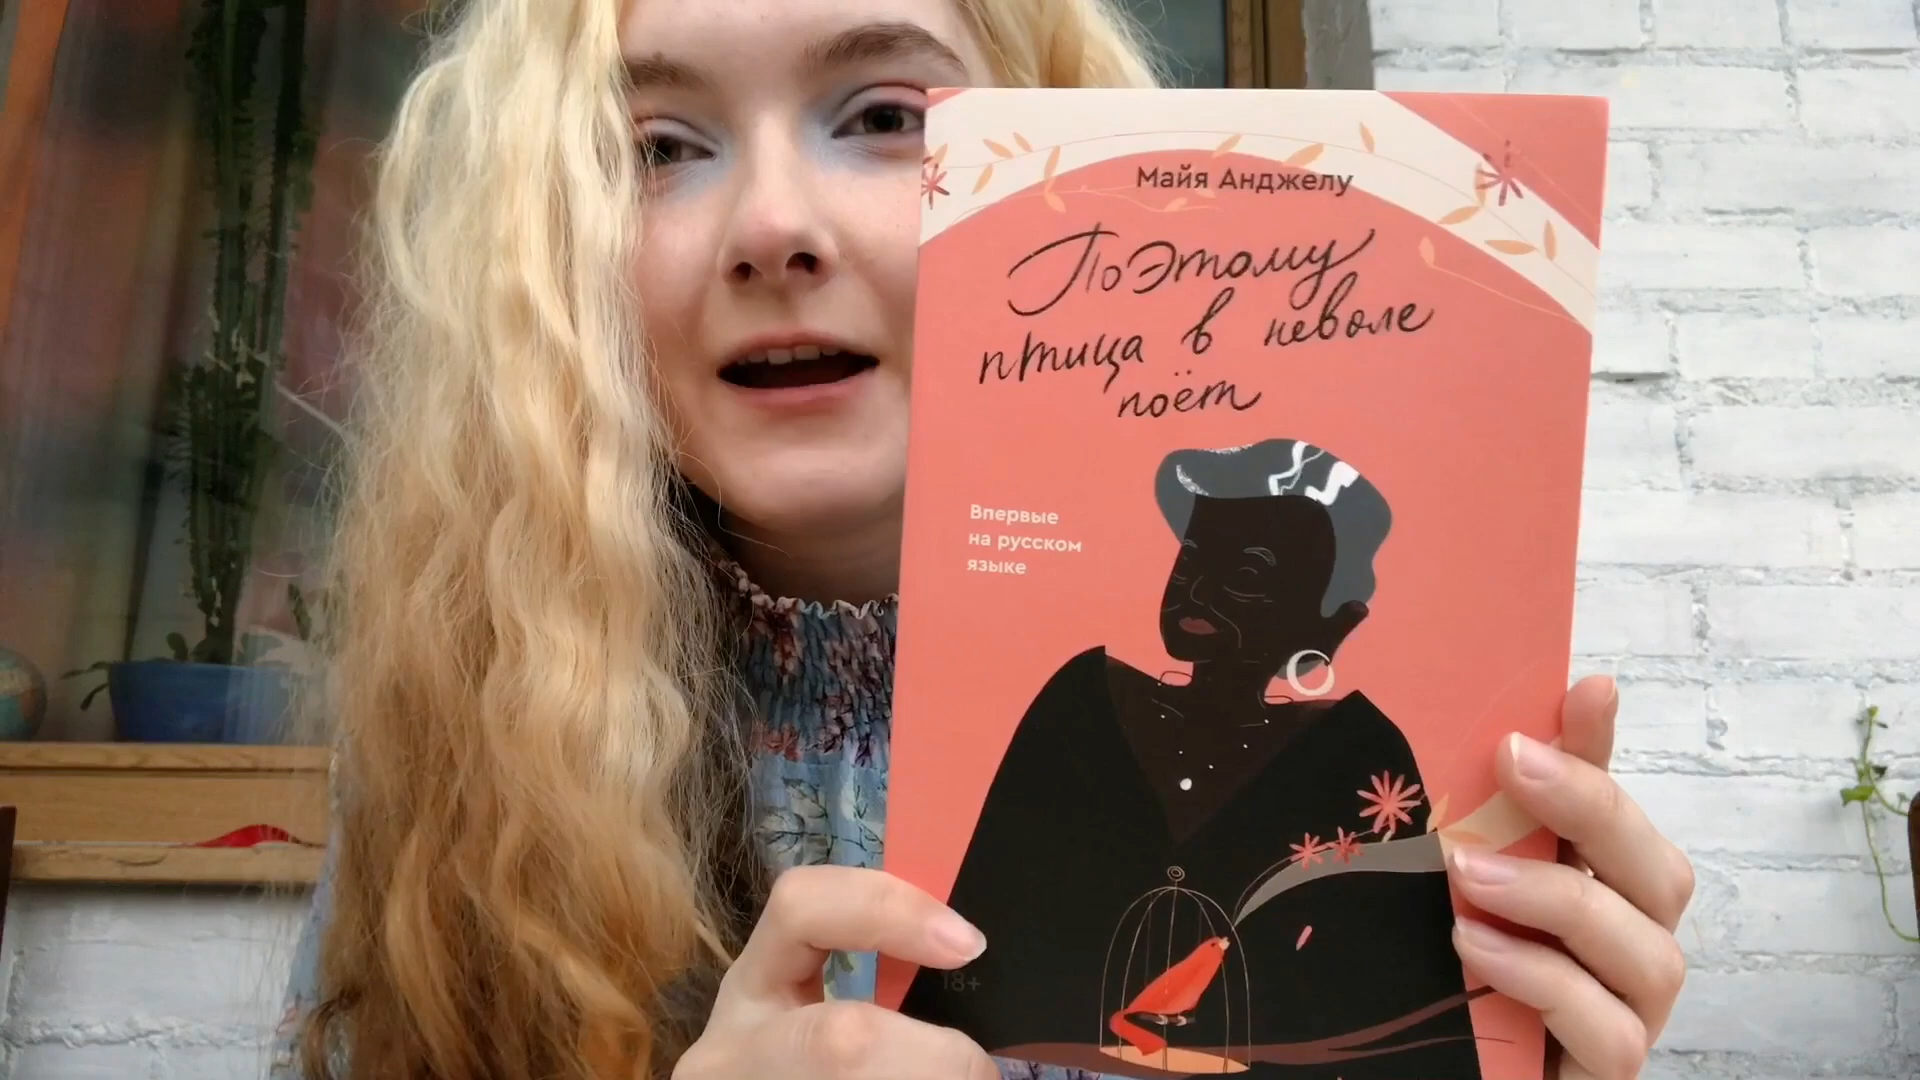 Майя Анджелу
Поэтому
птица в неволе
поёт
Впервые
на русском
языке
18+